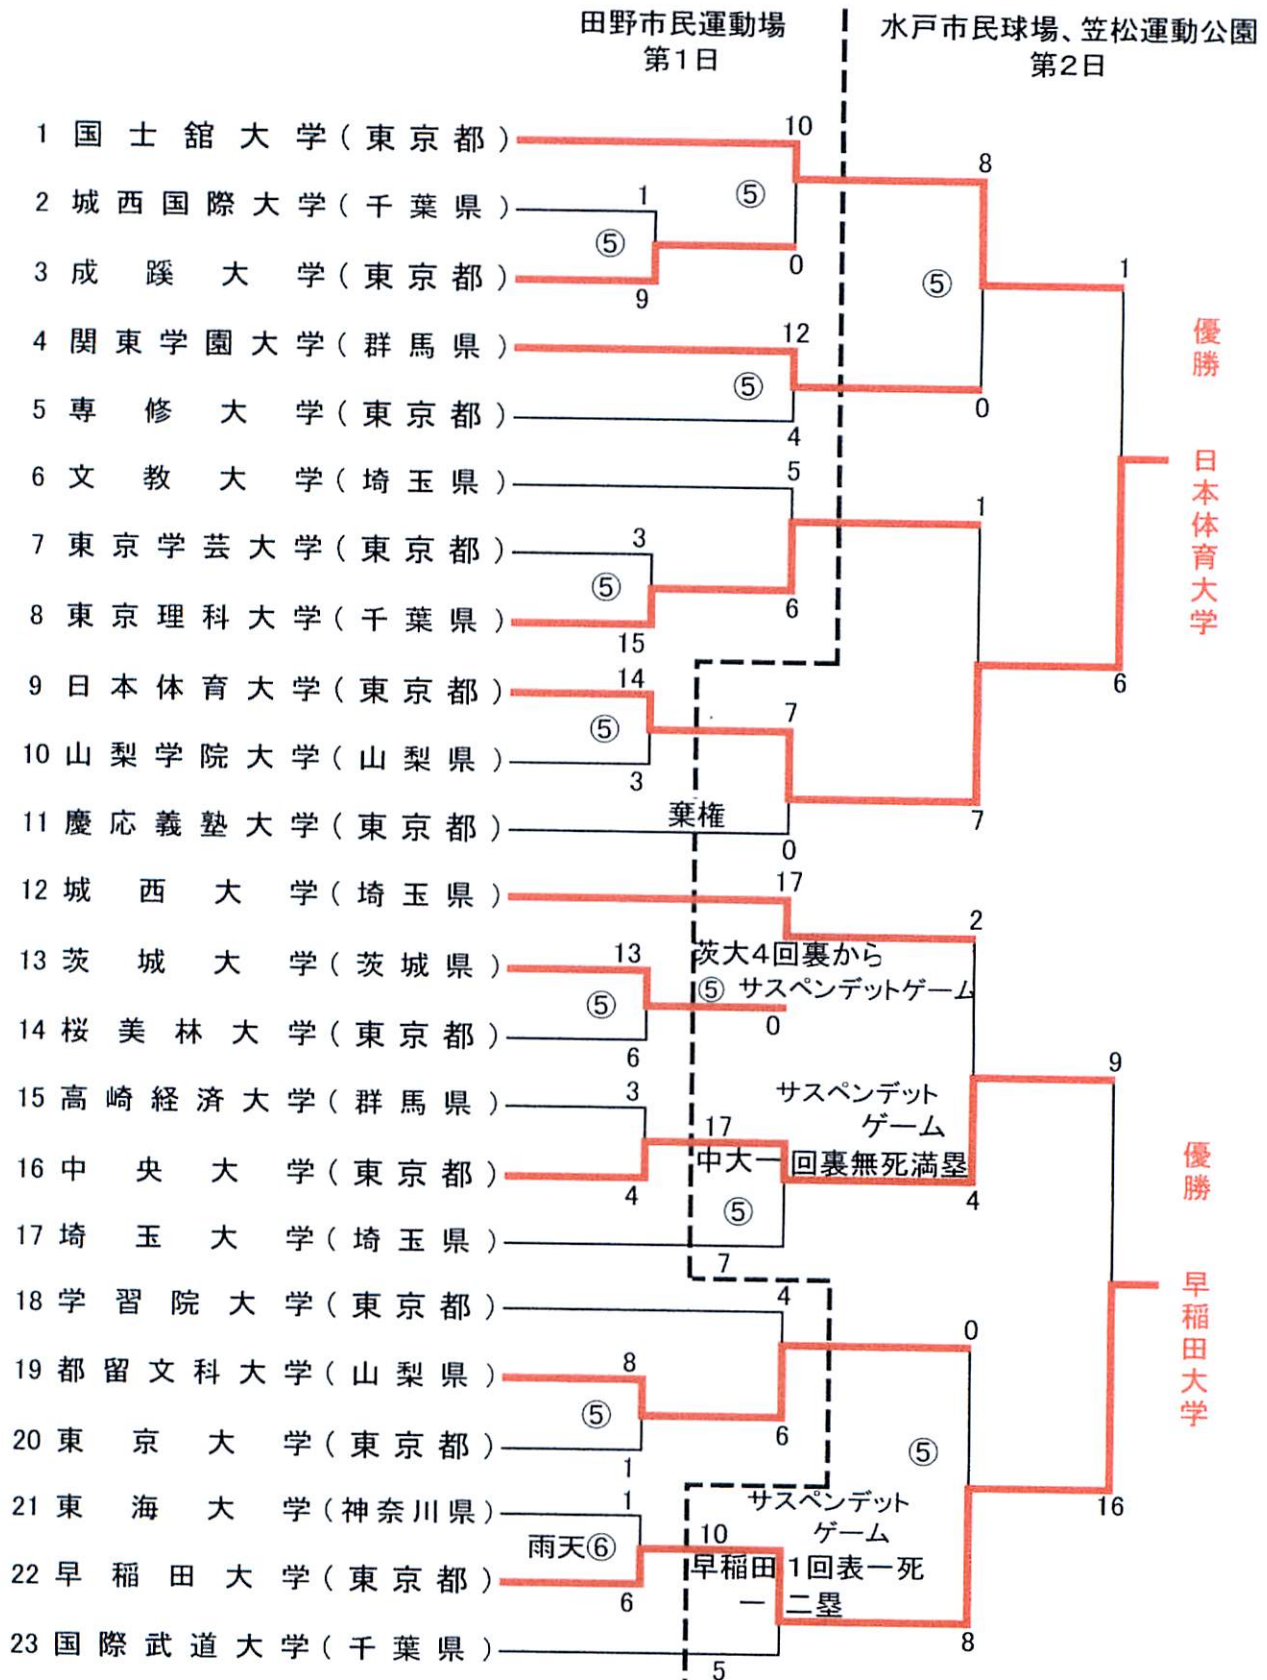 田野市民運動場
第1日
水戸市民球場、笠松運動公園
第2日
1 国士舘大学(東京都)
10
8
2 城西国際大学(千葉県)
1
⑤
⑤
3 成蹊大学(東京都)
9
0
⑤
1
4 関東学園大学(群馬県)
12
⑤
0
5 専修大学(東京都)
4
6 文教大学(埼玉県)
5
1
7 東京学芸大学(東京都)
3
⑤
8 東京理科大学(千葉県)
15
6
9 日本体育大学(東京都)
14
⑤
7
6
10 山梨学院大学(山梨県)
3
11 慶応義塾大学(東京都)
棄権
0
7
優勝
日本体育大学
12 城西大学(埼玉県)
17
2
13 茨城大学(茨城県)
13
⑤
茨大4回裏から
⑤ サスペンデットゲーム
0
14 桜美林大学(東京都)
6
15 高崎経済大学(群馬県)
3
サスペンデット
ゲーム
9
16 中央大学(東京都)
4
17
中大一回裏無死満塁
⑤
4
17 埼玉大学(埼玉県)
7
18 学習院大学(東京都)
4
0
19 都留文科大学(山梨県)
8
⑤
20 東京大学(東京都)
1
6
⑤
21 東海大学(神奈川県)
1
雨天⑥
サスペンデット
ゲーム
16
22 早稲田大学(東京都)
6
10
早稲田1回表一死
一二塁
23 国際武道大学(千葉県)
5
8
優勝
早稲田大学